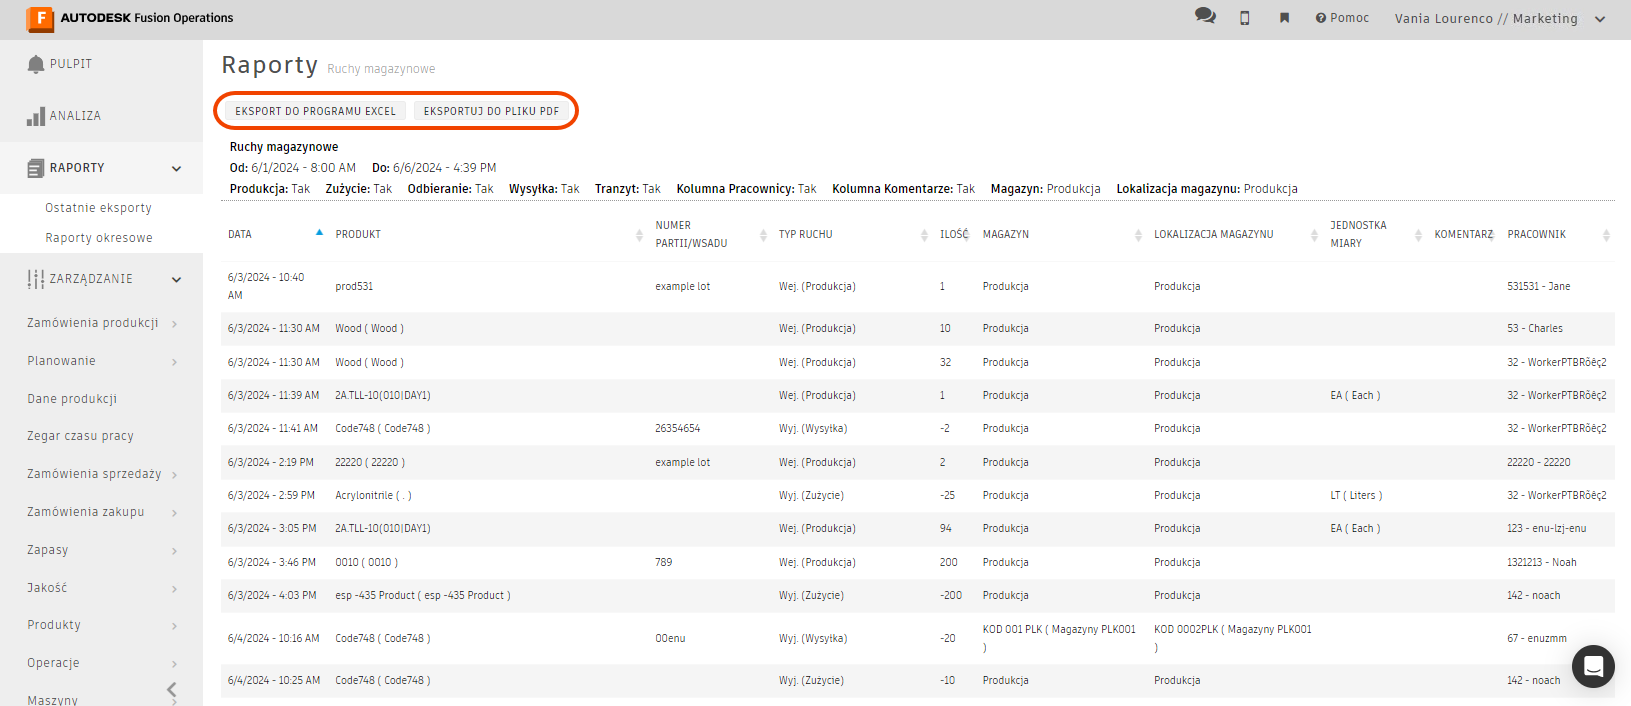 AUTODESK Fusion Operations
Pomoc
Vania Lourenco // Marketing
PULPIT
ANALIZA
RAPORTY
Ostatnie eksporty
Raporty okresowe
ZARZĄDZANIE
Zamówienia produkcji
Planowanie
Dane produkcji
Zegar czasu pracy
Zamówienia sprzedaży
Zamówienia zakupu
Zapasy
Jakość
Produkty
Operacje
Maszyny
Raporty Ruchy magazynowe
EKSPORT DO PROGRAMU EXCEL EKSPORTUJ DO PLIKU PDF
Ruchy magazynowe
Od: 6/1/2024 - 8:00 AM Do: 6/6/2024 - 4:39 PM
Produkcja: Tak Zużycie: Tak Odbieranie: Tak Wysyłka: Tak Tranzyt: Tak Kolumna Pracownicy: Tak Kolumna Komentarze: Tak Magazyn: Produkcja Lokalizacja magazynu: Produkcja
DATA PRODUKT NUMER PARTII/WSADU TYP RUCHU ILOŚĆ MAGAZYN LOKALIZACJA MAGAZYNU JEDNOSTKA MIARY KOMENTARZ PRACOWNIK
6/3/2024 - 10:40 AM prod531 example lot Wej. (Produkcja) 1 Produkcja Produkcja 531531 - Jane
6/3/2024 - 11:30 AM Wood ( Wood ) Wej. (Produkcja) 10 Produkcja Produkcja 53 - Charles
6/3/2024 - 11:30 AM Wood ( Wood ) Wej. (Produkcja) 32 Produkcja Produkcja 32 - WorkerPTBRõêç2
6/3/2024 - 11:39 AM 2A.TLL-10(010|DAY1) Wej. (Produkcja) 1 Produkcja Produkcja EA ( Each ) 32 - WorkerPTBRõêç2
6/3/2024 - 11:41 AM Code748 ( Code748 ) 26354654 Wyj. (Wysyłka) -2 Produkcja Produkcja 32 - WorkerPTBRõêç2
6/3/2024 - 2:19 PM 22220 ( 22220 ) example lot Wej. (Produkcja) 2 Produkcja Produkcja 22220 - 22220
6/3/2024 - 2:59 PM Acrylonitrile ( . ) Wyj. (Zużycie) -25 Produkcja Produkcja LT ( Liters ) 32 - WorkerPTBRõêç2
6/3/2024 - 3:05 PM 2A.TLL-10(010|DAY1) Wej. (Produkcja) 94 Produkcja Produkcja EA ( Each ) 123 - enu-lzj-enu
6/3/2024 - 3:46 PM 0010 ( 0010 ) 789 Wej. (Produkcja) 200 Produkcja Produkcja 1321213 - Noah
6/3/2024 - 4:03 PM esp -435 Product ( esp -435 Product ) Wyj. (Zużycie) -200 Produkcja Produkcja 142 - noach
6/4/2024 - 10:16 AM Code748 ( Code748 ) 00enu Wyj. (Wysyłka) -20 KOD 001 PLK ( Magazyny PLK001 ) KOD 0002PLK ( Magazyny PLK001 ) 67 - enuzmm
6/4/2024 - 10:25 AM Code748 ( Code748 ) Wyj. (Zużycie) -10 Produkcja Produkcja 142 - noach